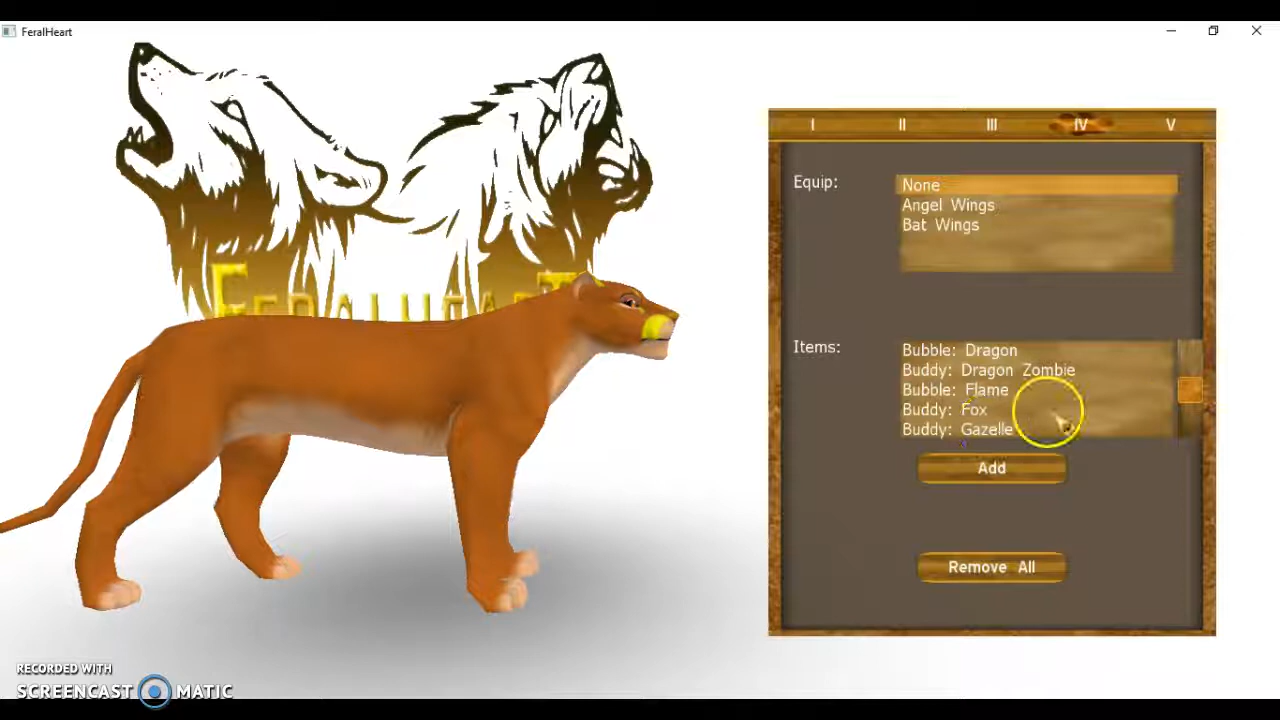 FeralHeart
I II III IV V
Equip:
None
Angel Wings
Bat Wings
Items:
Bubble: Dragon
Buddy: Dragon Zombie
Bubble: Flame
Buddy: Fox
Buddy: Gazelle
Add
Remove All
FERALHEART
RECORDED WITH
SCREENCAST MATIC